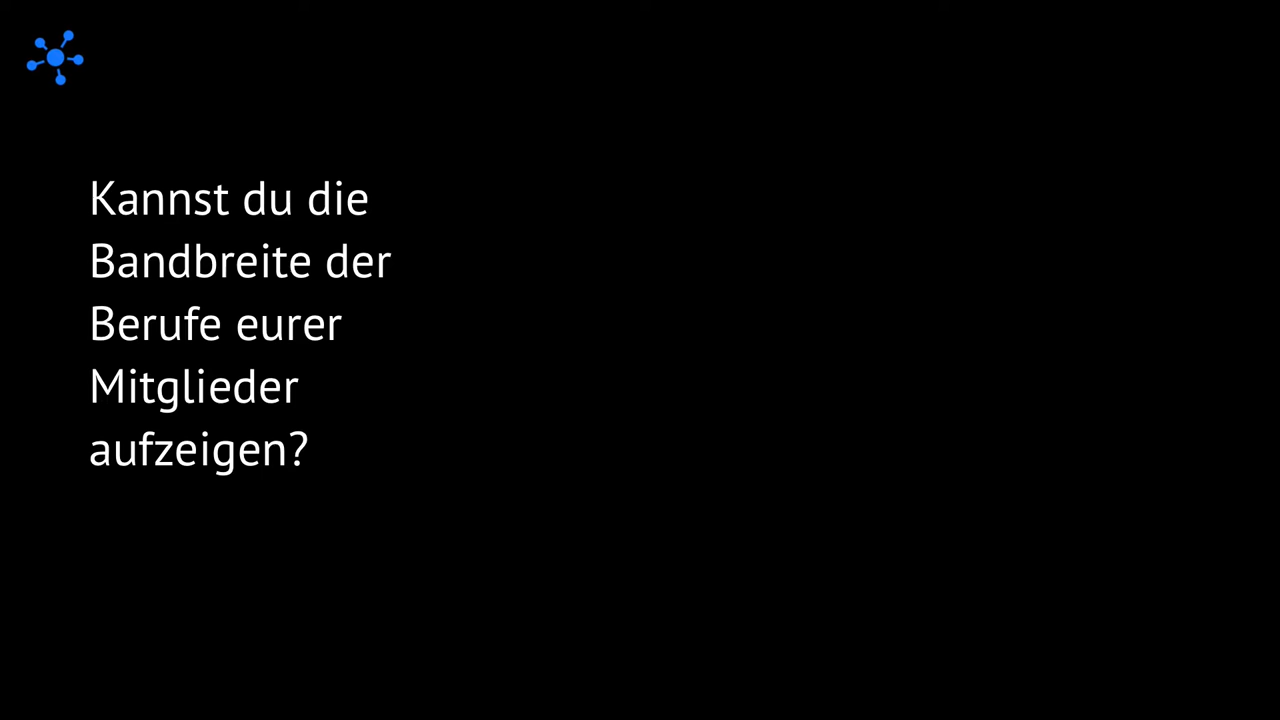 Kannst du die
Bandbreite der
Berufe eurer
Mitglieder
aufzeigen?